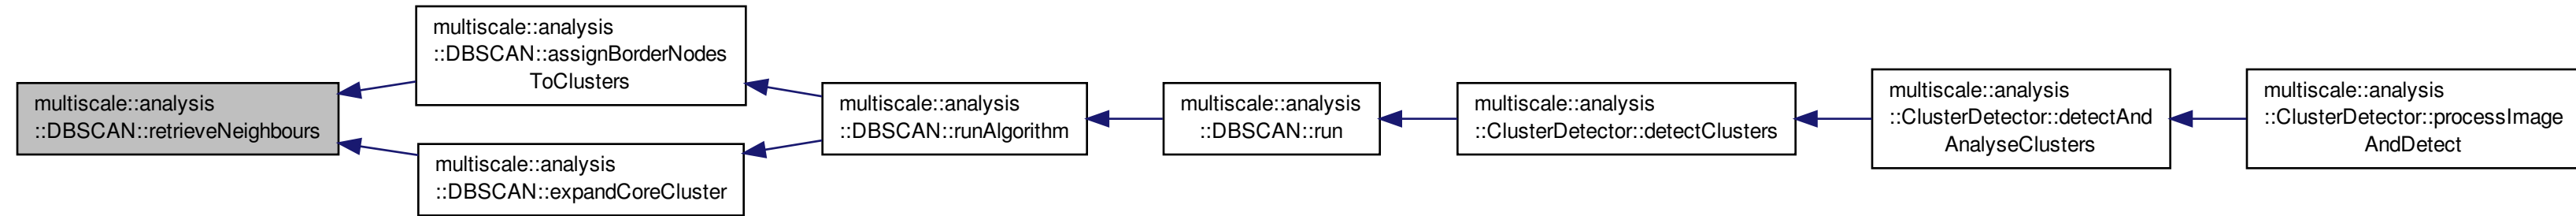 multiscale::analysis
::DBSCAN::retrieveNeighbours
multiscale::analysis
::DBSCAN::assignBorderNodes
ToClusters
multiscale::analysis
::DBSCAN::expandCoreCluster
multiscale::analysis
::DBSCAN::runAlgorithm
multiscale::analysis
::DBSCAN::run
multiscale::analysis
::ClusterDetector::detectClusters
multiscale::analysis
::ClusterDetector::detectAnd
AnalyseClusters
multiscale::analysis
::ClusterDetector::processImage
AndDetect